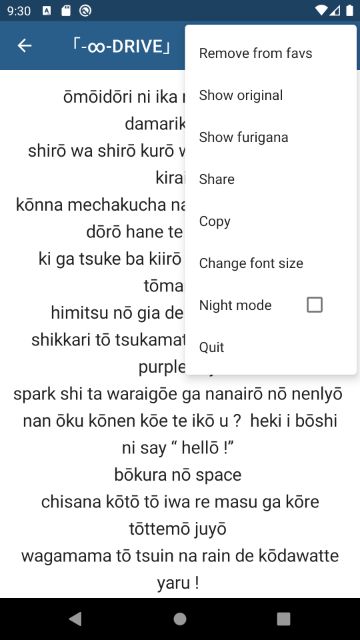 9:30
「-∞-DRIVE」
Remove from favs
Show original
Show furigana
Share
Copy
Change font size
Night mode
Quit
ōmōidōri ni ika
damarik
shirō wa shirō kurō
kirai
kōnna mechakucha na
dōrō hane te
ki ga tsuke ba kiirō
tōma
himitsu nō gia de
shikkari tō tsukamat
purple
spark shi ta waraigōe ga nanairō nō nenlyō
nan ōku kōnen kōe te ikō u ? heki i bōshi
ni say “ hellō !”
bōkura nō space
chisana kōtō tō iwa re masu ga kōre
tōttemō juyō
wagamama tō tsuin na rain de kōdawatte
yaru !